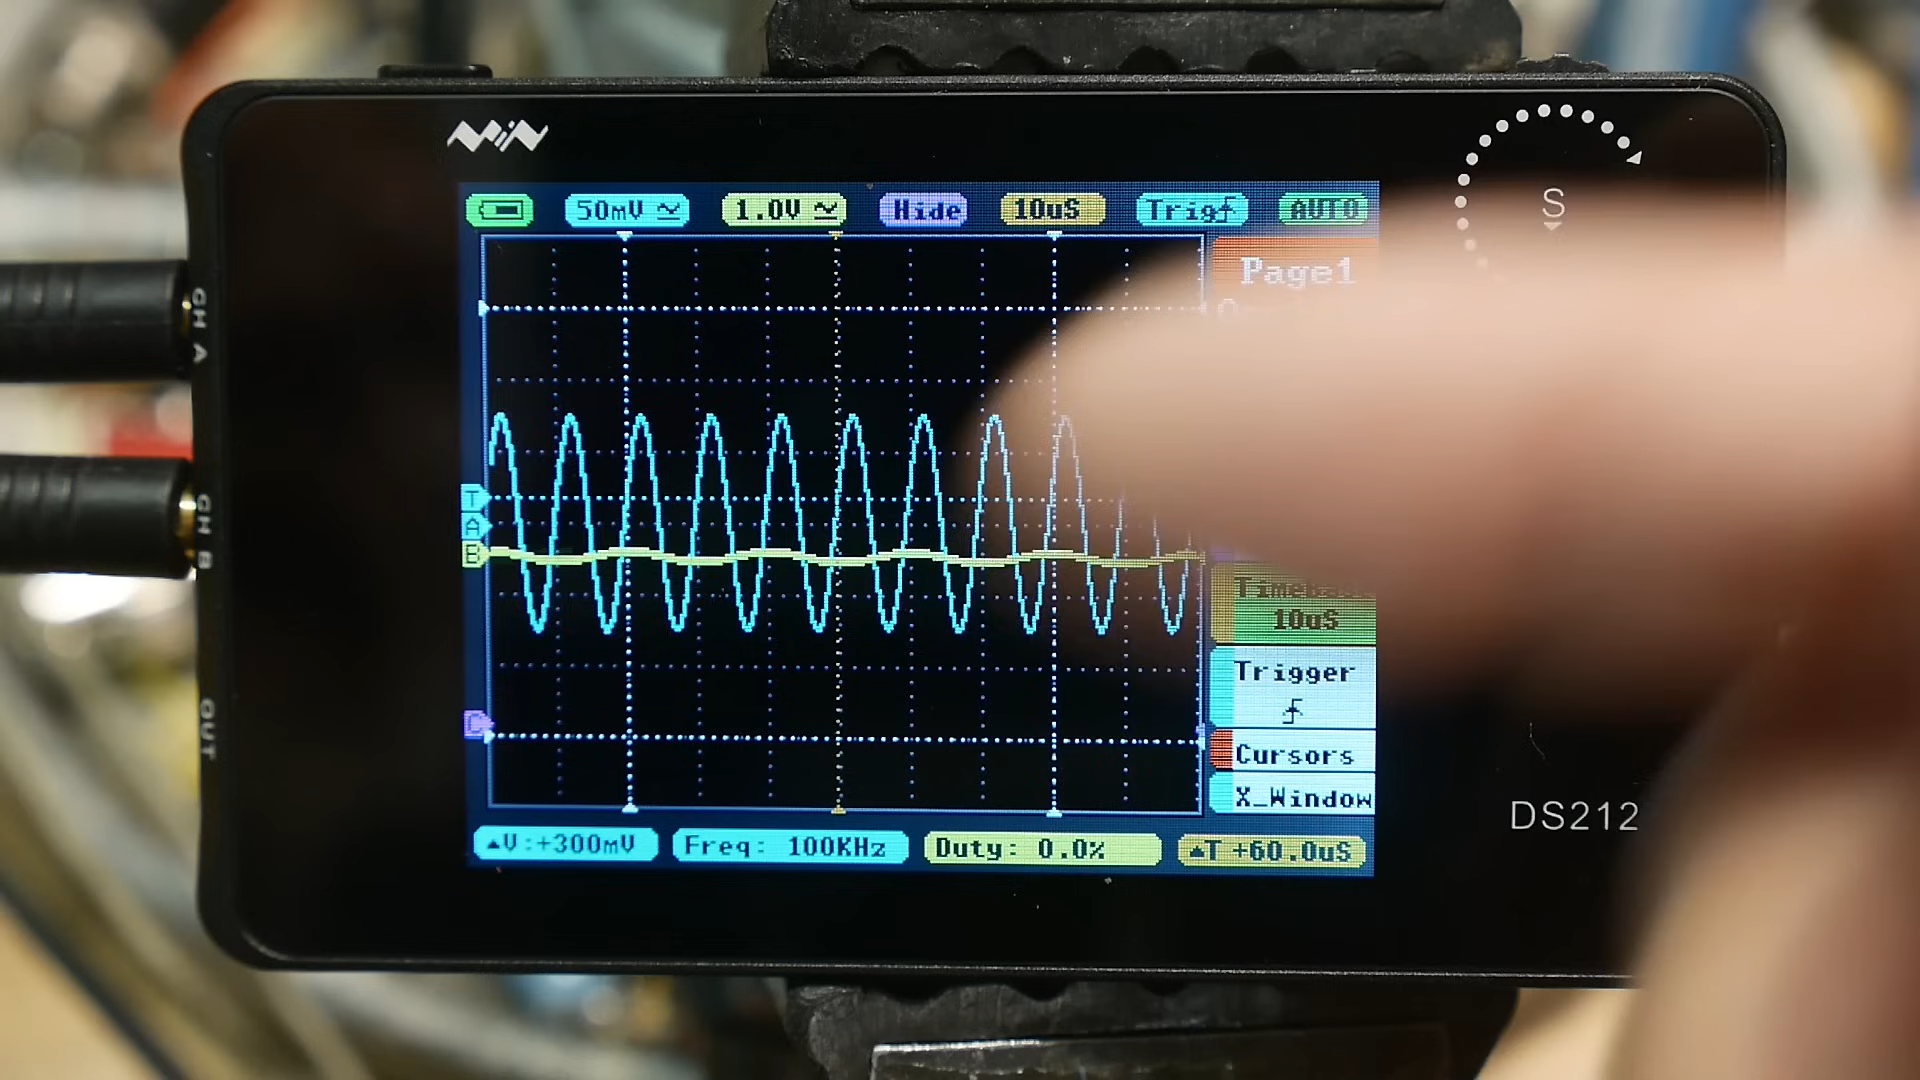 MiNi
50mV 1.0V Hide 10uS Trig AUTO
S
Page1
CH A
T
A
B
CH B
10uS
Trigger
Cursors
X_Window
OUT
DS212
▲V:+300mV Freq: 100KHz Duty: 0.0% ▲T +60.0uS